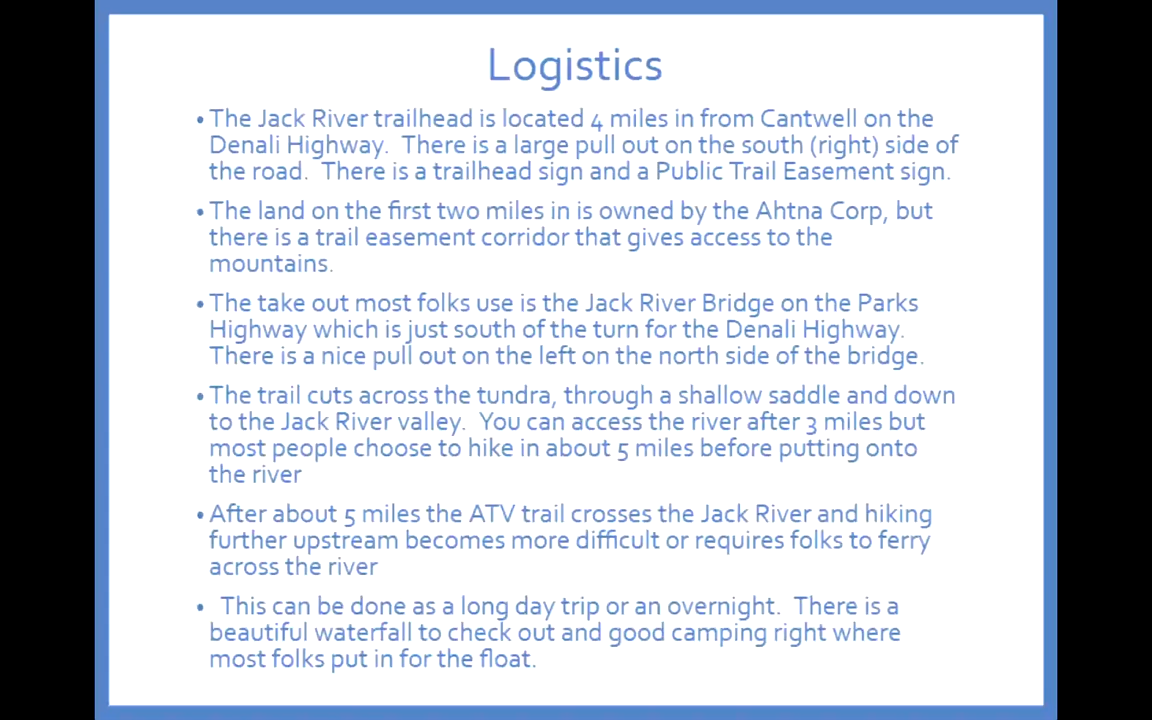 Logistics
• The Jack River trailhead is located 4 miles in from Cantwell on the
Denali Highway.  There is a large pull out on the south (right) side of
the road.  There is a trailhead sign and a Public Trail Easement sign.
• The land on the first two miles in is owned by the Ahtna Corp, but
there is a trail easement corridor that gives access to the
mountains.
• The take out most folks use is the Jack River Bridge on the Parks
Highway which is just south of the turn for the Denali Highway.
There is a nice pull out on the left on the north side of the bridge.
• The trail cuts across the tundra, through a shallow saddle and down
to the Jack River valley.  You can access the river after 3 miles but
most people choose to hike in about 5 miles before putting onto
the river
• After about 5 miles the ATV trail crosses the Jack River and hiking
further upstream becomes more difficult or requires folks to ferry
across the river
• This can be done as a long day trip or an overnight.  There is a
beautiful waterfall to check out and good camping right where
most folks put in for the float.